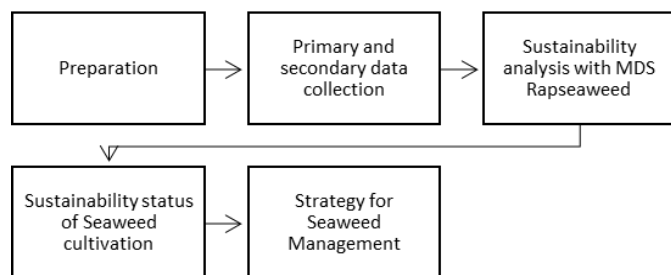 Preparation
Primary and
secondary data
collection
Sustainability
analysis with MDS
Rapseaweed
Sustainability status
of Seaweed
cultivation
Strategy for
Seaweed
Management